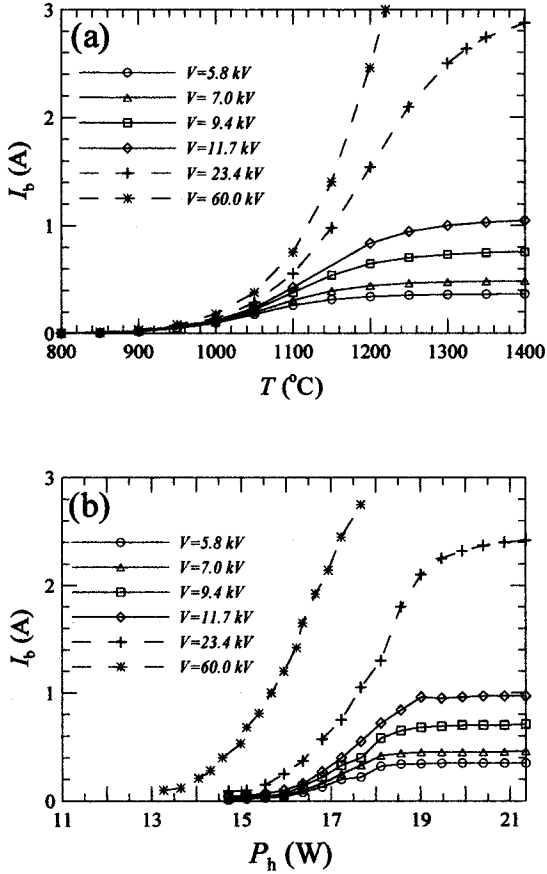 3
(a)
V=5.8 kV
V= 7.0 kV
2
V= 9.4 kV
V=11.7 kV
V= 23.4 kV
V= 60.0 kV
I_b (A)
1
0
800 900 1000 1100 1200 1300 1400
T (°C)
3
(b)
V=5.8 kV
V=7.0 kV
2
V=9.4 kV
V=11.7 kV
V=23.4 kV
V=60.0 kV
I_b (A)
1
0
11 13 15 17 19 21
P_h (W)